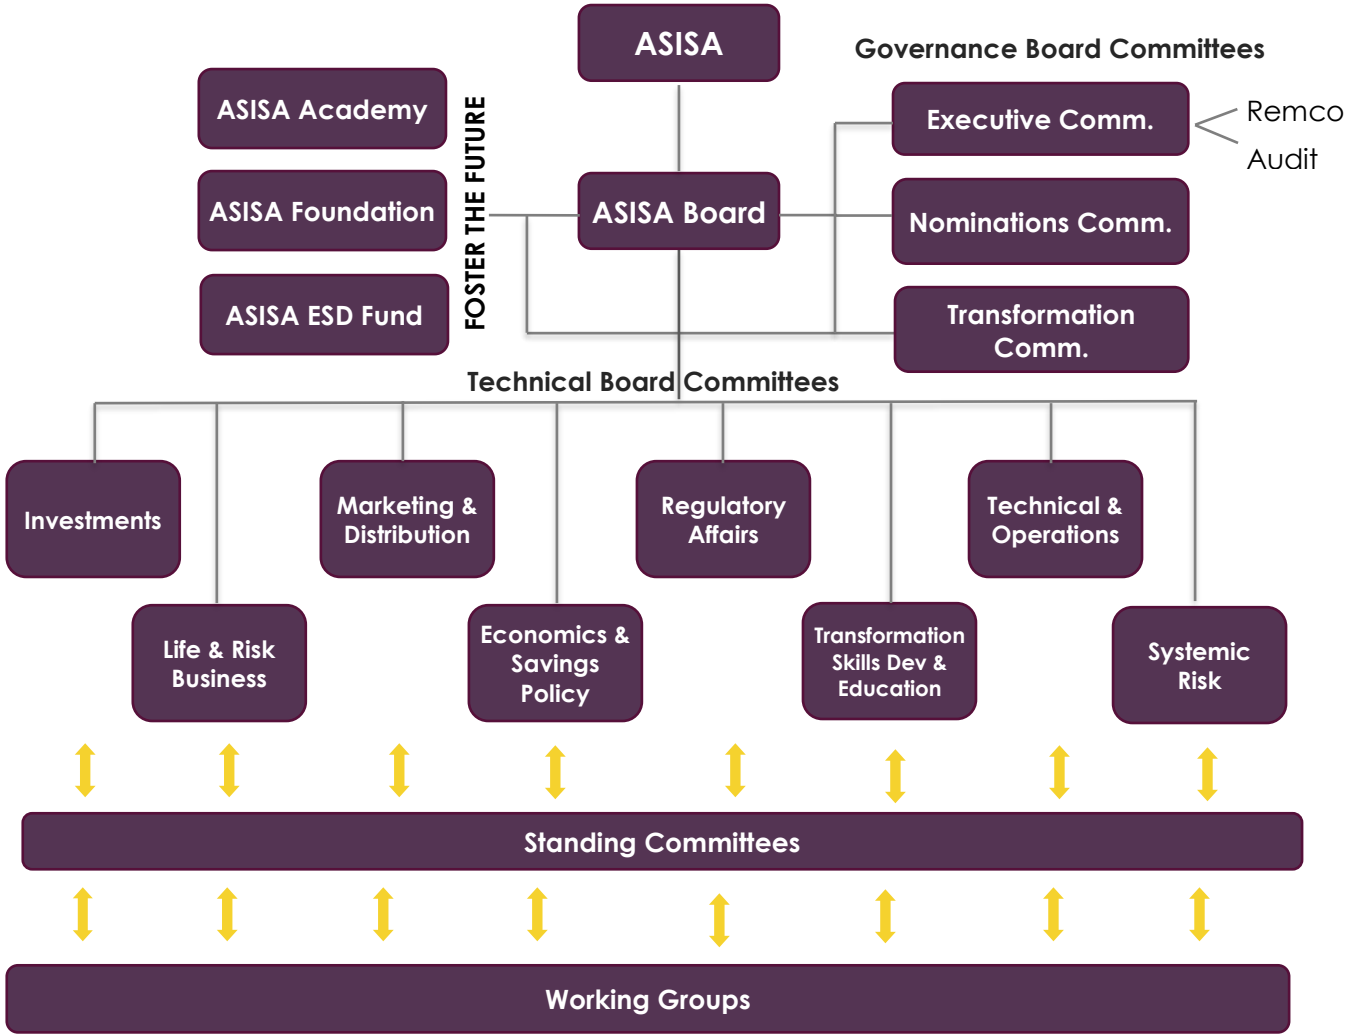 ASISA
Governance Board Committees
ASISA Academy
ASISA Foundation
ASISA ESD Fund
FOSTER THE FUTURE
ASISA Board
Executive Comm.
Remco
Audit
Nominations Comm.
Transformation
Comm.
Technical Board Committees
Investments
Marketing &
Distribution
Regulatory
Affairs
Technical &
Operations
Life & Risk
Business
Economics &
Savings
Policy
Transformation
Skills Dev &
Education
Systemic
Risk
Standing Committees
Working Groups